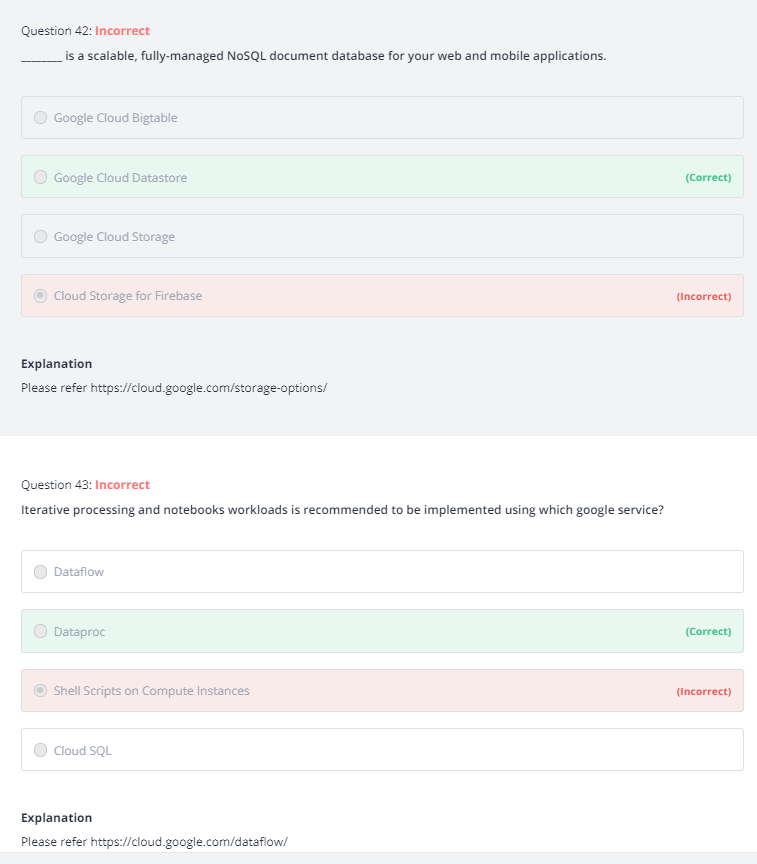 Question 42: Incorrect
________ is a scalable, fully-managed NoSQL document database for your web and mobile applications.
Google Cloud Bigtable
Google Cloud Datastore (Correct)
Google Cloud Storage
Cloud Storage for Firebase (Incorrect)
Explanation
Please refer https://cloud.google.com/storage-options/
Question 43: Incorrect
Iterative processing and notebooks workloads is recommended to be implemented using which google service?
Dataflow
Dataproc (Correct)
Shell Scripts on Compute Instances (Incorrect)
Cloud SQL
Explanation
Please refer https://cloud.google.com/dataflow/